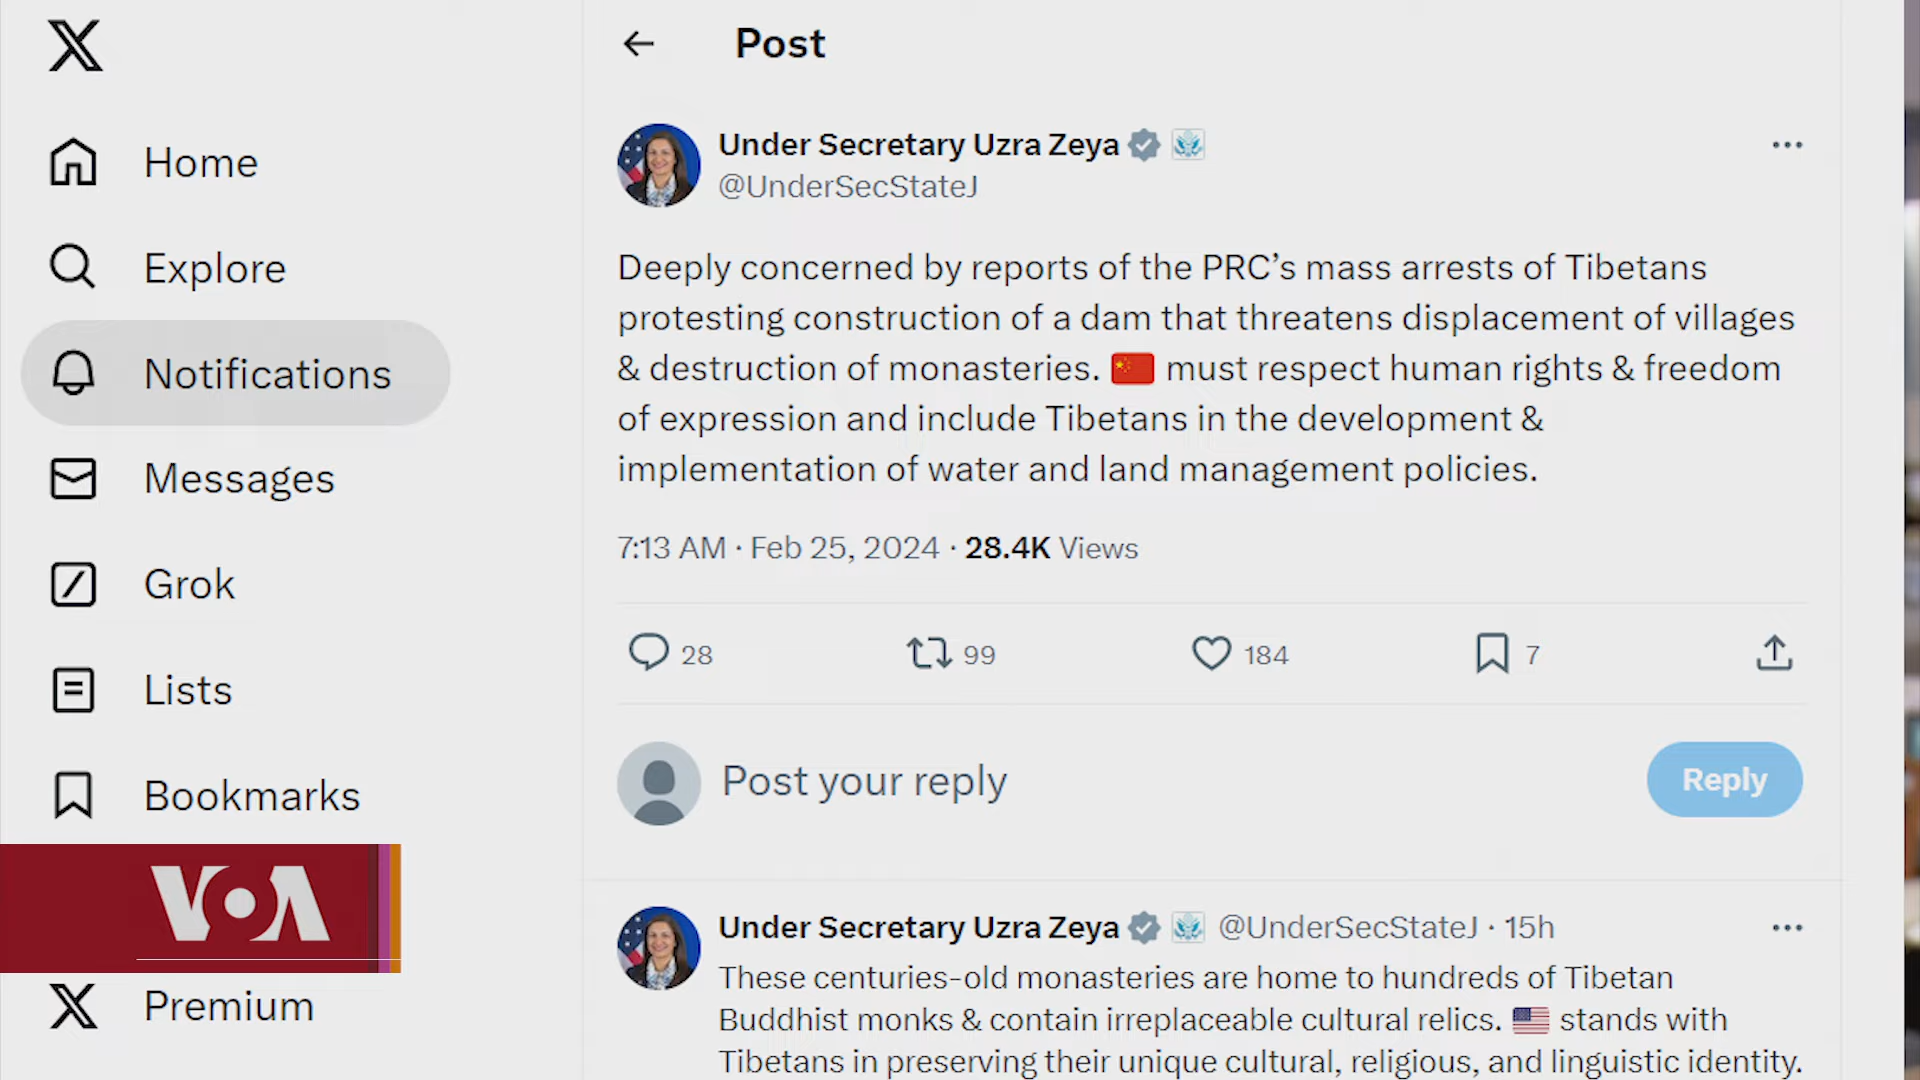 Home
Explore
Notifications
Messages
Grok
Lists
Bookmarks
VOA
Premium
Post
Under Secretary Uzra Zeya
@UnderSecStateJ
Deeply concerned by reports of the PRC’s mass arrests of Tibetans
protesting construction of a dam that threatens displacement of villages
& destruction of monasteries. 🇨🇳 must respect human rights & freedom
of expression and include Tibetans in the development &
implementation of water and land management policies.
7:13 AM · Feb 25, 2024 · 28.4K Views
28 99 184 7
Post your reply
Reply
Under Secretary Uzra Zeya @UnderSecStateJ · 15h
These centuries-old monasteries are home to hundreds of Tibetan
Buddhist monks & contain irreplaceable cultural relics. 🇺🇸 stands with
Tibetans in preserving their unique cultural, religious, and linguistic identity.